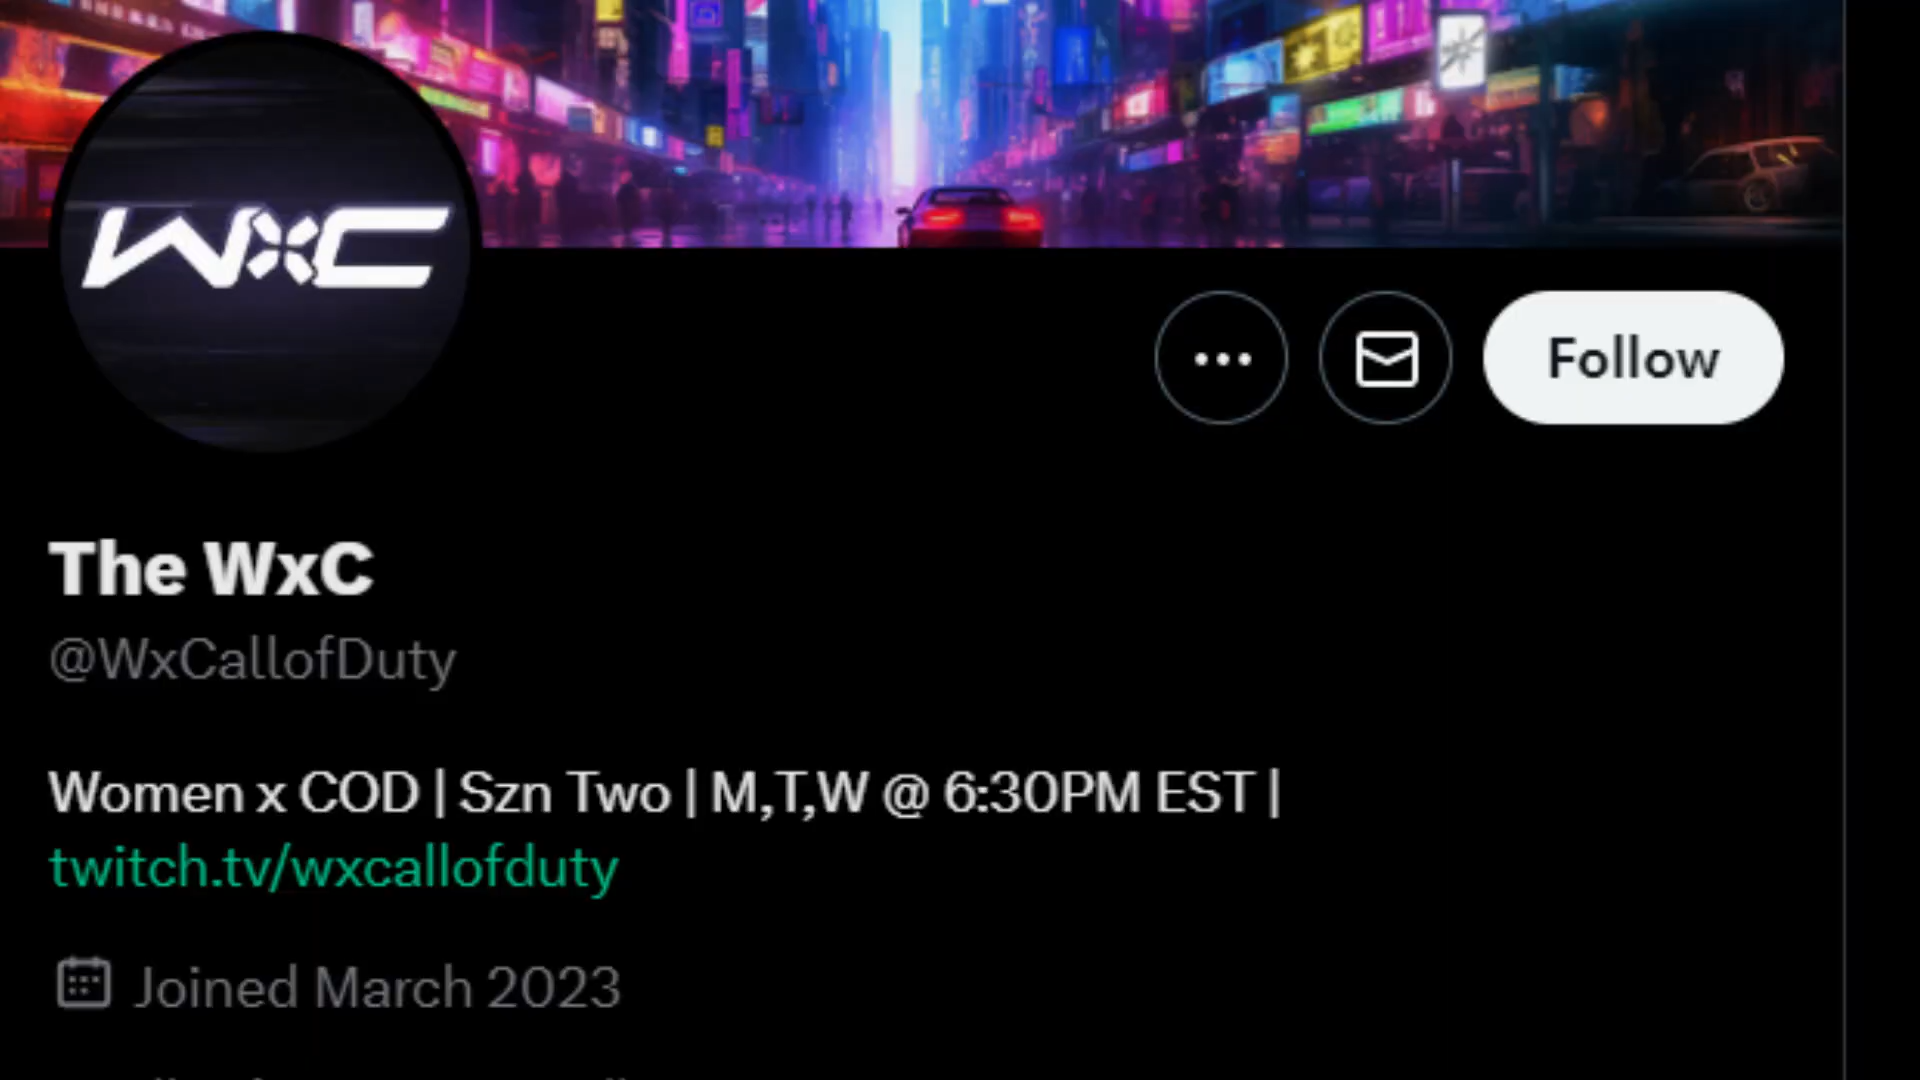 WxC
Follow
The WxC
@WxCallofDuty
Women x COD | Szn Two | M,T,W @ 6:30PM EST |
twitch.tv/wxcallofduty
Joined March 2023